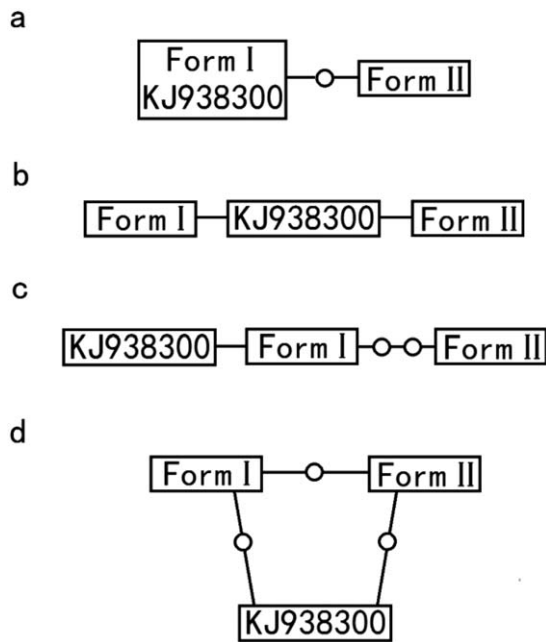 a
Form I
KJ938300
Form II
b
Form I KJ938300 Form II
c
KJ938300 Form I Form II
d
Form I Form II
KJ938300